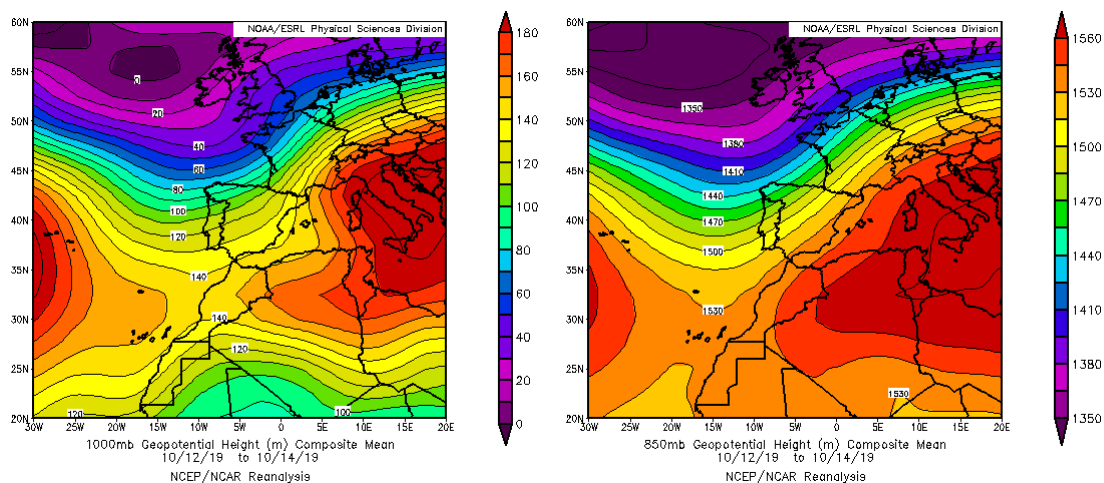 NOAA/ESRL Physical Sciences Division
60N
55N
50N
45N
40N
35N
30N
25N
20N
30W 25W 20W 15W 10W 5W 0 5E 10E 15E 20E
0
20
40
60
80
100
120
140
140
120
120
100
180
160
140
120
100
80
60
40
20
0
1000mb Geopotential Height (m) Composite Mean
10/12/19 to 10/14/19
NCEP/NCAR Reanalysis
NOAA/ESRL Physical Sciences Division
60N
55N
50N
45N
40N
35N
30N
25N
20N
30W 25W 20W 15W 10W 5W 0 5E 10E 15E 20E
1350
1380
1410
1440
1470
1500
1530
1530
1560
1530
1500
1470
1440
1410
1380
1350
850mb Geopotential Height (m) Composite Mean
10/12/19 to 10/14/19
NCEP/NCAR Reanalysis